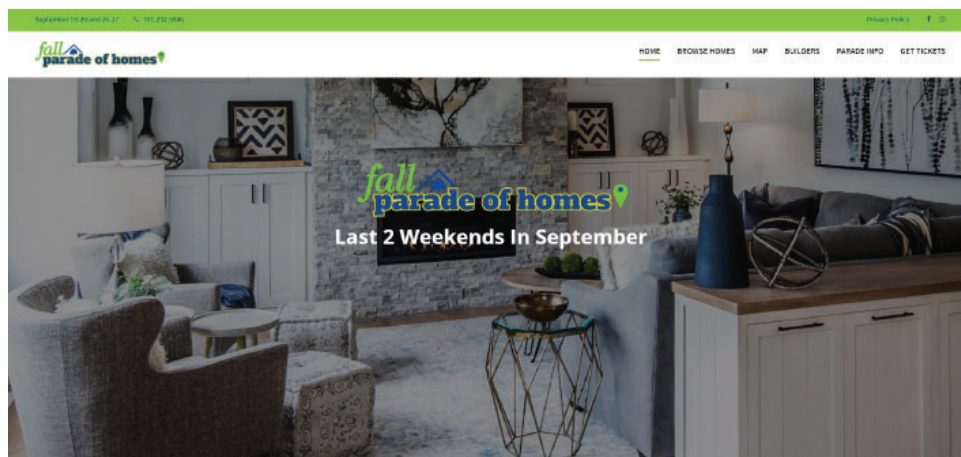 Privacy Policy
fall
parade of homes
HOME BROWSE HOMES MAP BUILDERS PARADE INFO GET TICKETS
fall
parade of homes
Last 2 Weekends In September